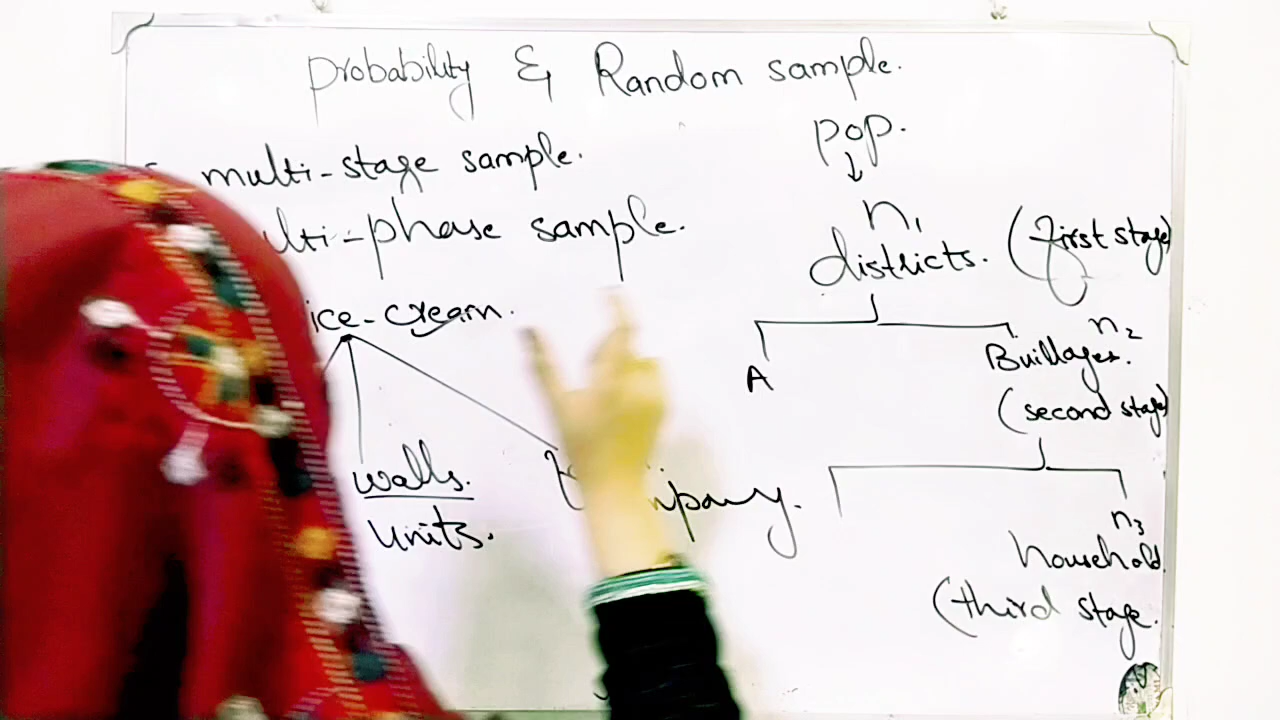 Probability & Random sample.
multi-stage sample.
ulti-phase sample.
ice-cream.
walls.
units.
pop.
n1
districts. (first stage)
A
n2
B villages.
(second stage)
n3
household.
(third stage.